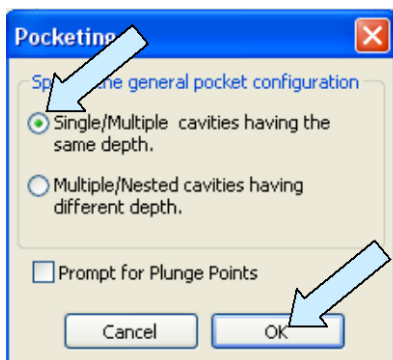 Pocketing
the general pocket configuration
Single/Multiple cavities having the
same depth.
Multiple/Nested cavities having
different depth.
Prompt for Plunge Points
Cancel
OK